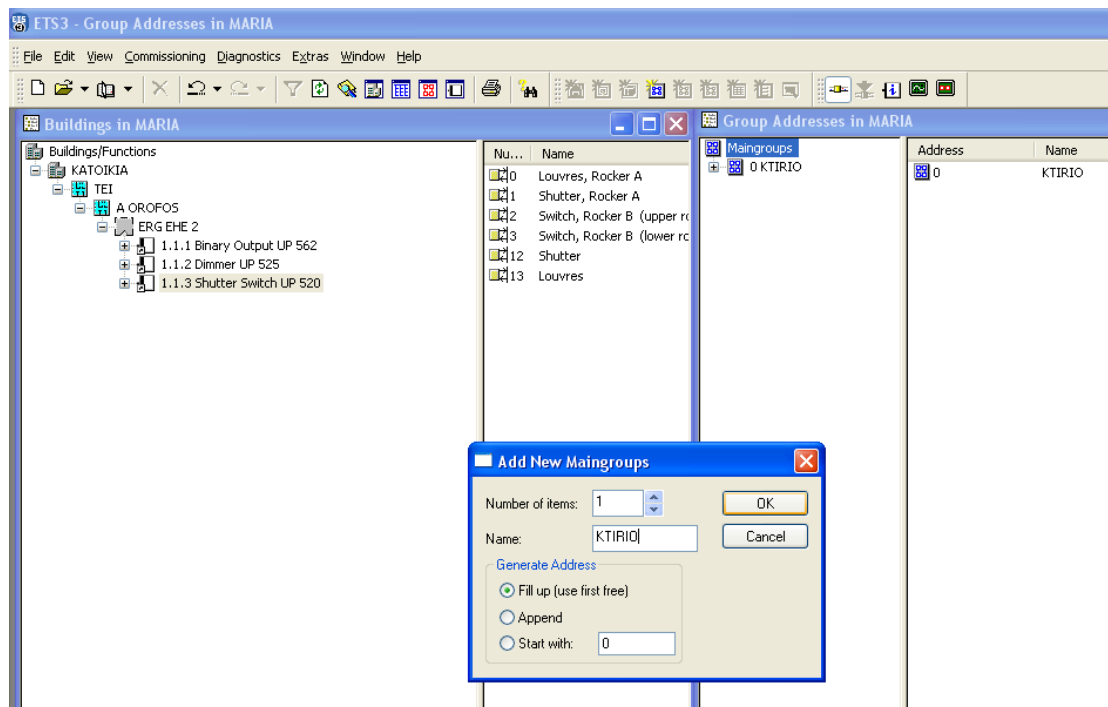 ETS3 - Group Addresses in MARIA
File Edit View Commissioning Diagnostics Extras Window Help
Buildings in MARIA
Buildings/Functions
KATOIKIA
TEI
A OROFOS
ERG EHE 2
1.1.1 Binary Output UP 562
1.1.2 Dimmer UP 525
1.1.3 Shutter Switch UP 520
Nu... Name
0 Louvres, Rocker A
1 Shutter, Rocker A
2 Switch, Rocker B (upper ro
3 Switch, Rocker B (lower rc
12 Shutter
13 Louvres
Group Addresses in MARIA
Maingroups
0 KTIRIO
Address Name
0 KTIRIO
Add New Maingroups
Number of items: 1
OK
Name: KTIRIO
Cancel
Generate Address
Fill up (use first free)
Append
Start with: 0